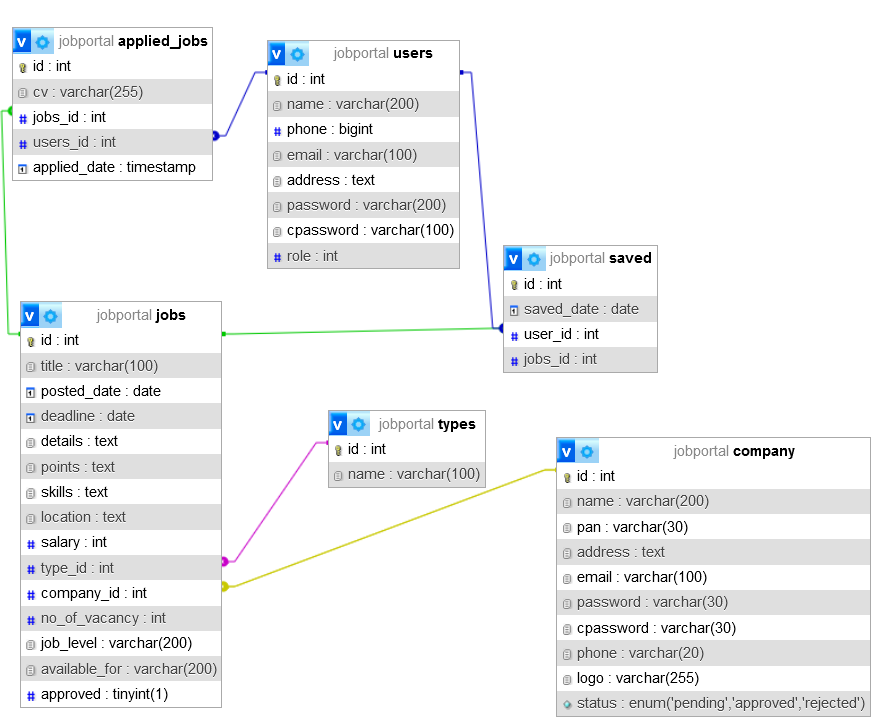 v jobportal applied_jobs
id : int
cv : varchar(255)
# jobs_id : int
# users_id : int
applied_date : timestamp
v jobportal users
id : int
name : varchar(200)
# phone : bigint
email : varchar(100)
address : text
password : varchar(200)
cpassword : varchar(100)
# role : int
v jobportal saved
id : int
saved_date : date
# user_id : int
# jobs_id : int
v jobportal jobs
id : int
title : varchar(100)
posted_date : date
deadline : date
details : text
points : text
skills : text
location : text
# salary : int
# type_id : int
# company_id : int
# no_of_vacancy : int
job_level : varchar(200)
available_for : varchar(200)
# approved : tinyint(1)
v jobportal types
id : int
name : varchar(100)
v jobportal company
id : int
name : varchar(200)
pan : varchar(30)
address : text
email : varchar(100)
password : varchar(30)
cpassword : varchar(30)
phone : varchar(20)
logo : varchar(255)
status : enum('pending','approved','rejected')